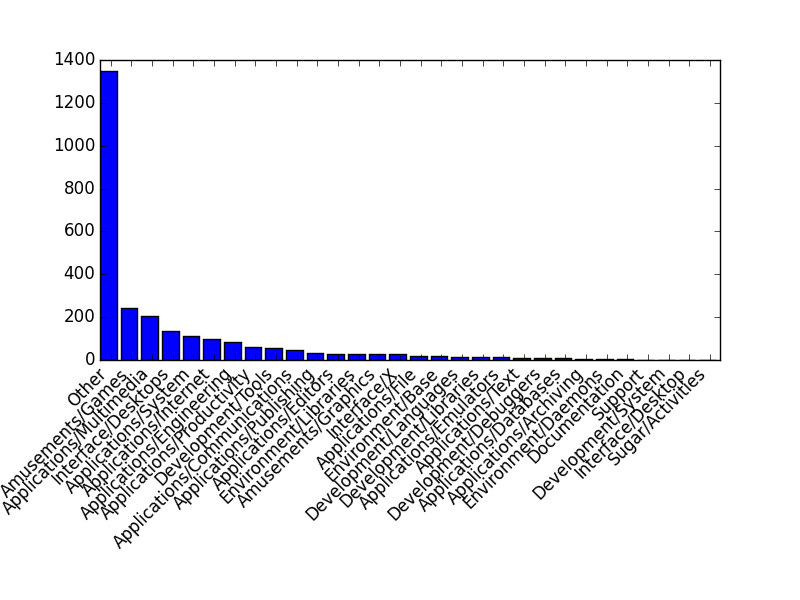 1400
1200
1000
800
600
400
200
0
Other
Amusements/Games
Applications/Multimedia
Interface/Desktops
Applications/System
Applications/Internet
Applications/Engineering
Applications/Productivity
Development/Tools
Applications/Communications
Applications/Publishing
Applications/Editors
Environment/Libraries
Amusements/Graphics
Interface/X
Applications/File
Environment/Base
Development/Languages
Development/Libraries
Applications/Emulators
Applications/Text
Development/Debuggers
Applications/Databases
Applications/Archiving
Environment/Daemons
Documentation
Support
Development/System
Interface/Desktop
Sugar/Activities